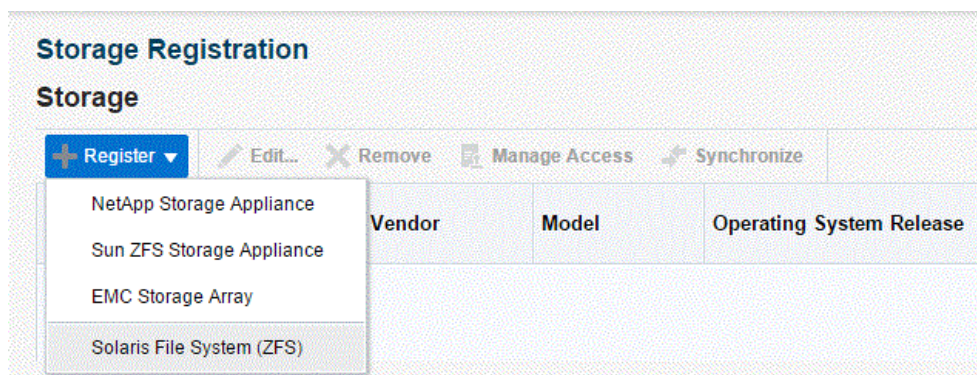 Storage Registration
Storage
Register Edit... Remove Manage Access Synchronize
NetApp Storage Appliance
Vendor Model Operating System Release
Sun ZFS Storage Appliance
EMC Storage Array
Solaris File System (ZFS)